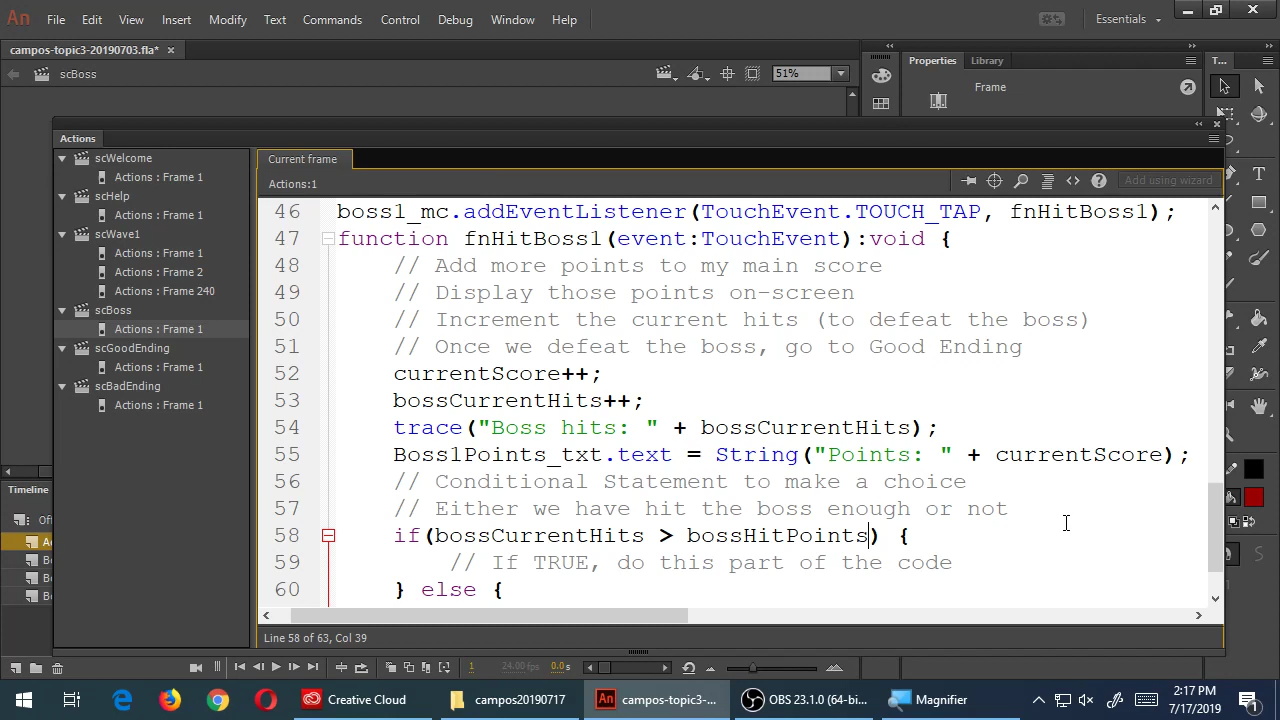 An File Edit View Insert Modify Text Commands Control Debug Window Help Essentials
campos-topic3-20190703.fla* ×
scBoss 51% Properties Library T...
Frame
Actions
scWelcome Current frame
Actions : Frame 1 Actions:1 Add using wizard
scHelp
Actions : Frame 1
scWave1
Actions : Frame 1
Actions : Frame 2
Actions : Frame 240
scBoss
Actions : Frame 1
scGoodEnding
Actions : Frame 1
scBadEnding
Actions : Frame 1
46 boss1_mc.addEventListener(TouchEvent.TOUCH_TAP, fnHitBoss1);
47 function fnHitBoss1(event:TouchEvent):void {
48 // Add more points to my main score
49 // Display those points on-screen
50 // Increment the current hits (to defeat the boss)
51 // Once we defeat the boss, go to Good Ending
52 currentScore++;
53 bossCurrentHits++;
54 trace("Boss hits: " + bossCurrentHits);
55 Boss1Points_txt.text = String("Points: " + currentScore);
56 // Conditional Statement to make a choice
57 // Either we have hit the boss enough or not
58 if(bossCurrentHits > bossHitPoints) {
59 // If TRUE, do this part of the code
60 } else {
Line 58 of 63, Col 39
Timeline
1 24.00 fps 0.0 s
Creative Cloud campos20190717 campos-topic3-... OBS 23.1.0 (64-bi... Magnifier 2:17 PM
7/17/2019